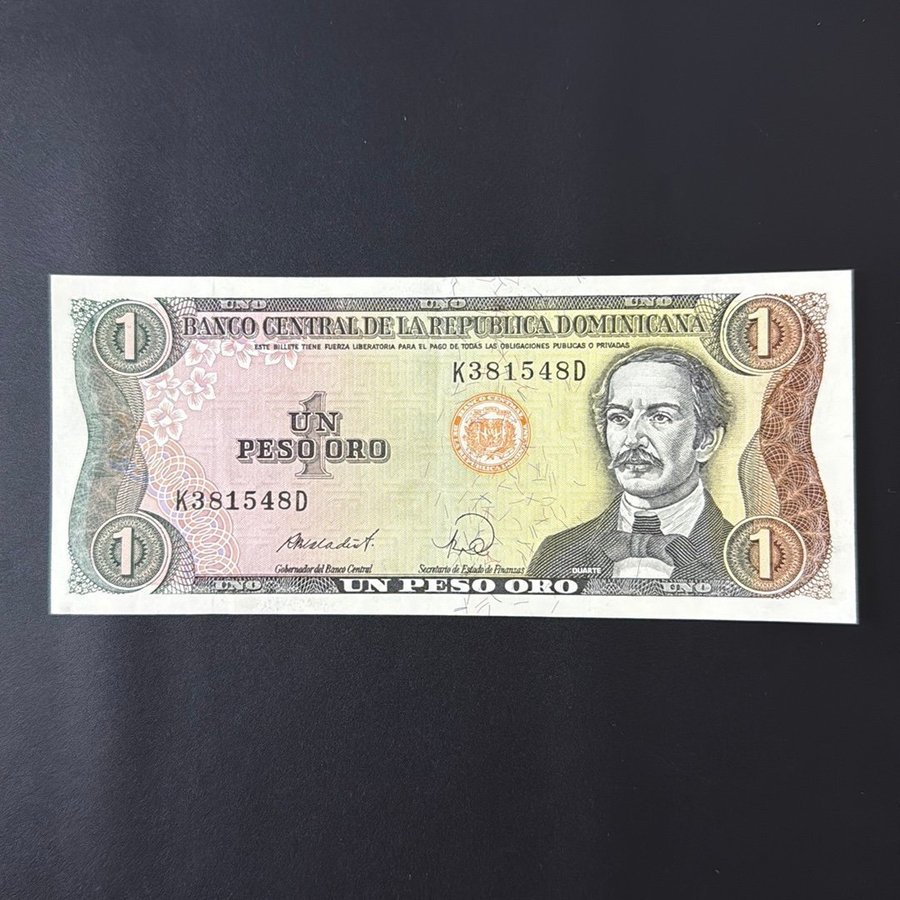 UNO UNO UNO
1 BANCO CENTRAL DE LA REPUBLICA DOMINICANA 1
ESTE BILLETE TIENE FUERZA LIBERATORIA PARA EL PAGO DE TODAS LAS OBLIGACIONES PUBLICAS O PRIVADAS
K381548D
1
UN
PESO ORO
K381548D
Gobernador del Banco Central
Secretario de Estado de Finanzas
DUARTE
1 1
UNO UN PESO ORO UNO